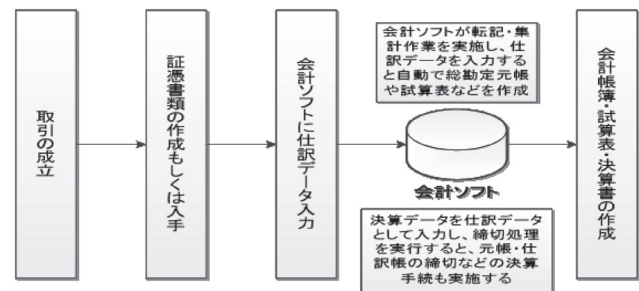 取引の成立
証憑書類の作成もしくは入手
会計ソフトに仕訳データ入力
会計ソフトが転記・集
計作業を実施し、仕
訳データを入力する
と自動で総勘定元帳
や試算表などを作成
会計ソフト
決算データを仕訳データ
として入力し、締切処理
を実行すると、元帳・仕
訳帳の締切などの決算
手続も実施する
会計帳簿・試算表・決算書の作成